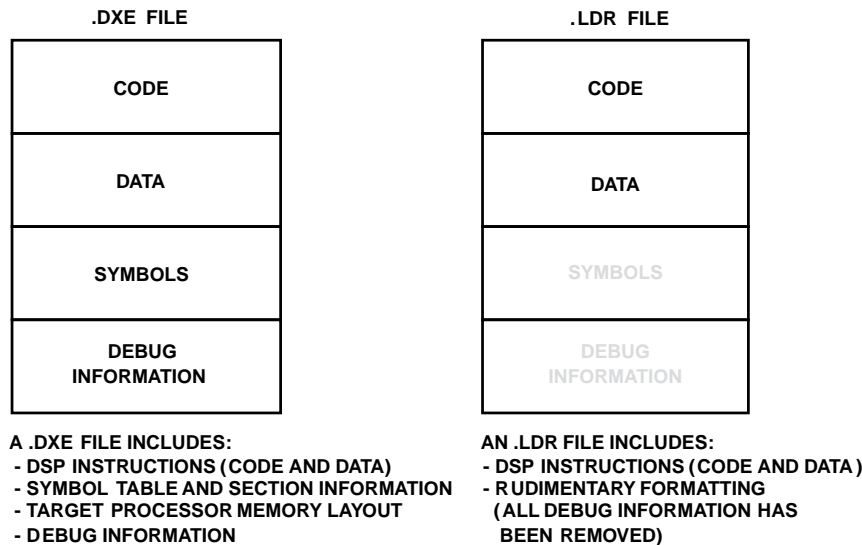 .DXE FILE
CODE
DATA
SYMBOLS
DEBUG
INFORMATION
A .DXE FILE INCLUDES:
- DSP INSTRUCTIONS (CODE AND DATA)
- SYMBOL TABLE AND SECTION INFORMATION
- TARGET PROCESSOR MEMORY LAYOUT
- DEBUG INFORMATION
.LDR FILE
CODE
DATA
SYMBOLS
DEBUG
INFORMATION
AN .LDR FILE INCLUDES:
- DSP INSTRUCTIONS (CODE AND DATA)
- RUDIMENTARY FORMATTING
(ALL DEBUG INFORMATION HAS
BEEN REMOVED)